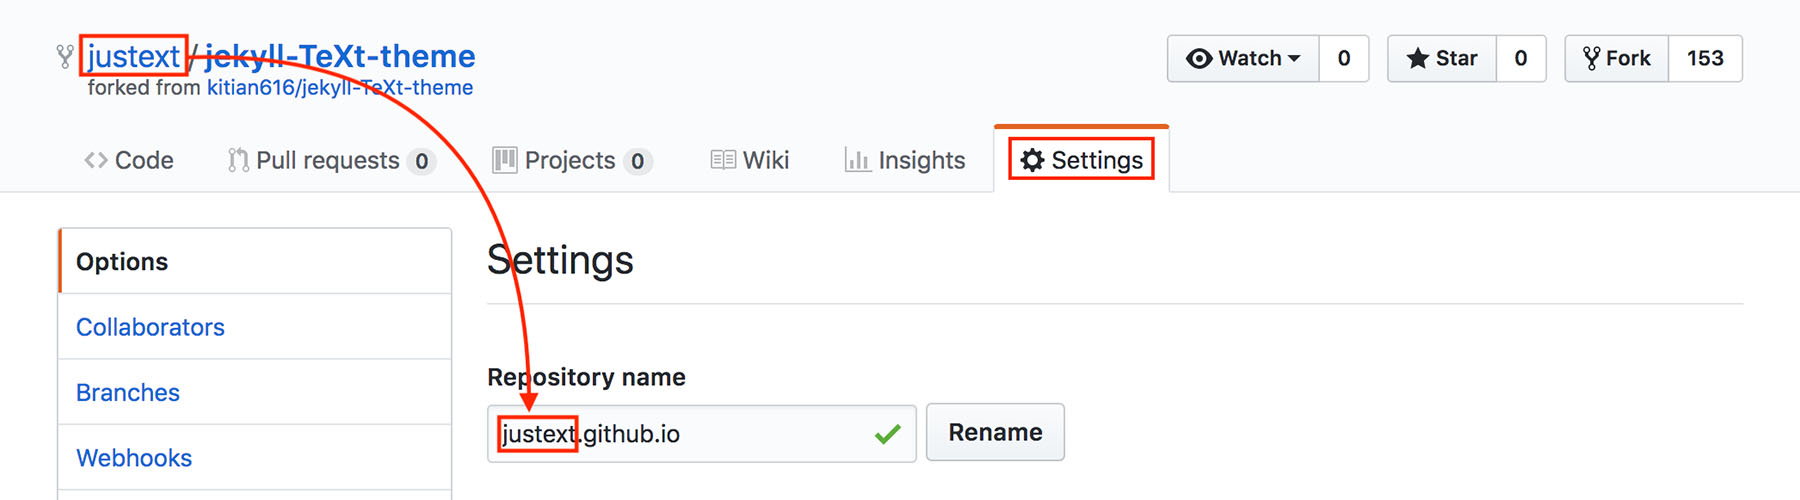 justext / jekyll-TeXt-theme
Watch 0 Star 0 Fork 153
forked from kitian616/jekyll-TeXt-theme
Code Pull requests 0 Projects 0 Wiki Insights Settings
Options
Settings
Collaborators
Repository name
Branches
justext.github.io Rename
Webhooks